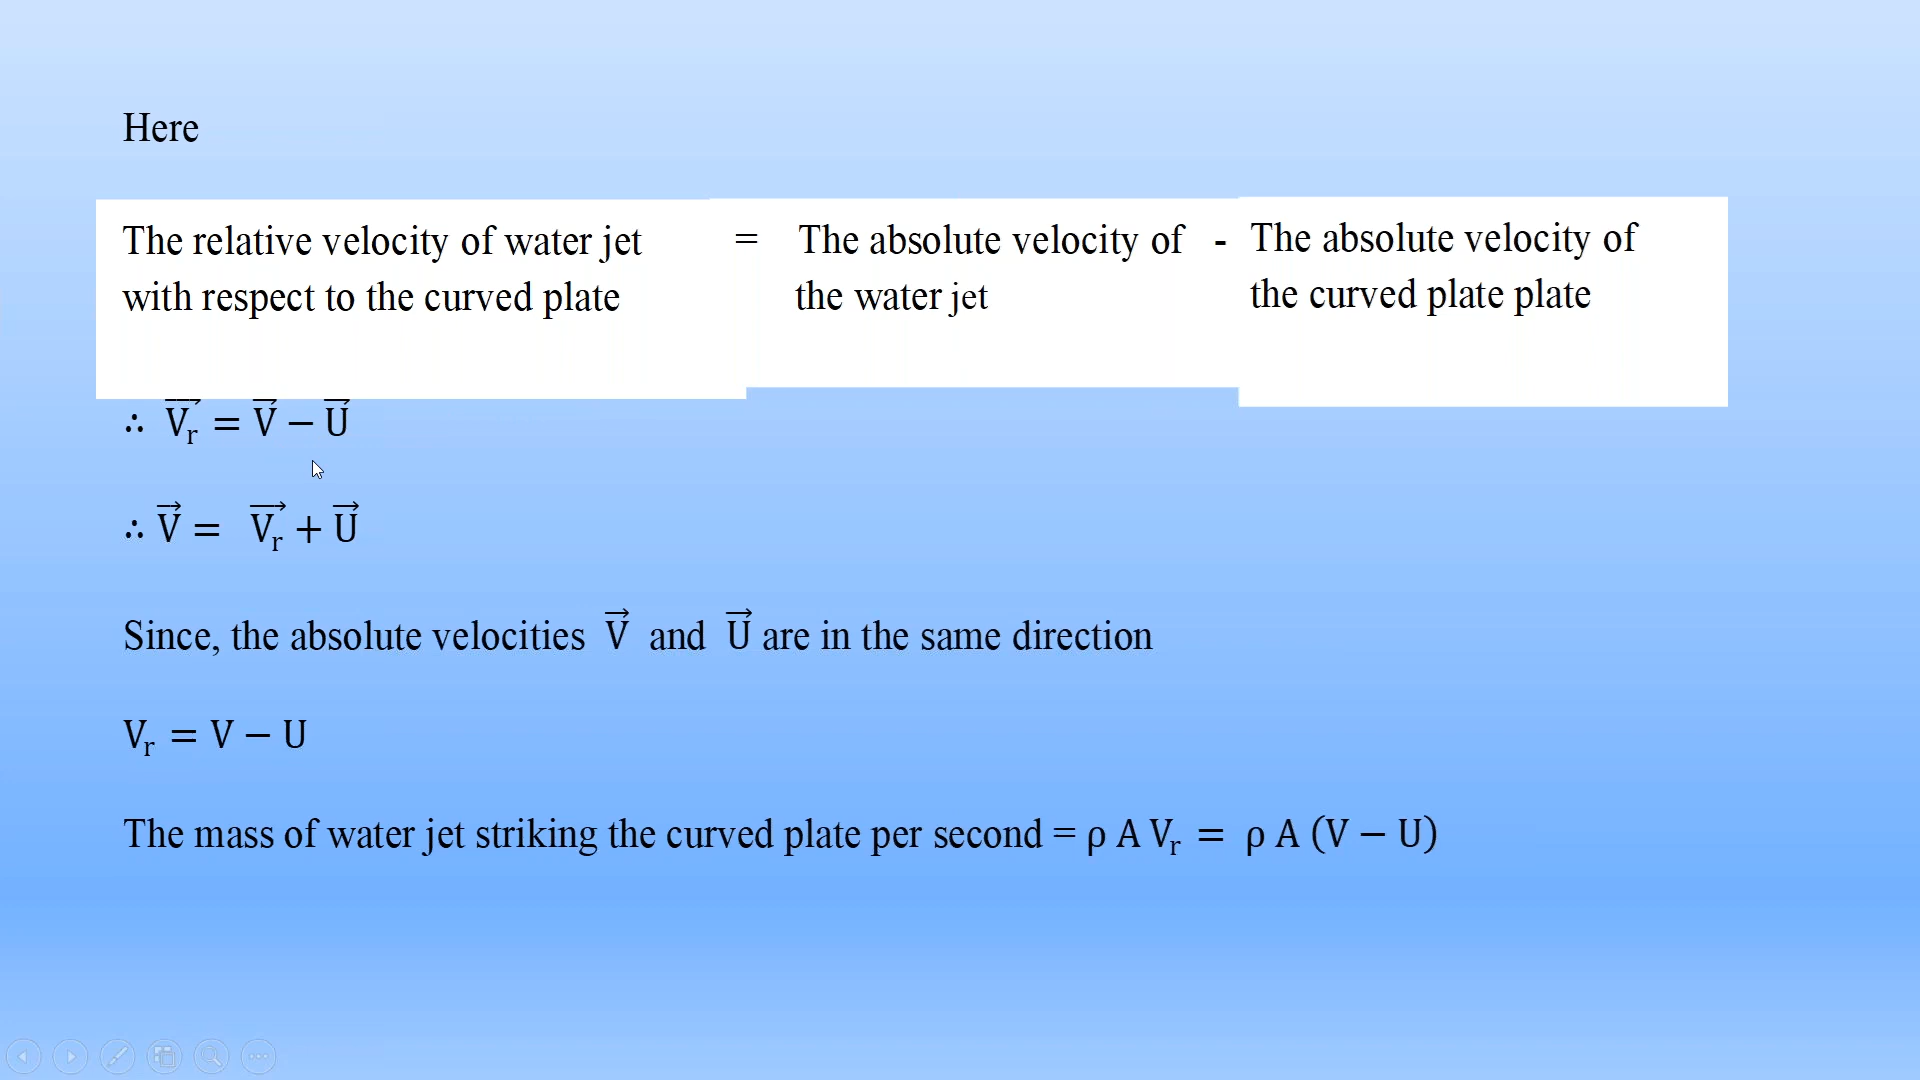 Here
The relative velocity of water jet = The absolute velocity of - The absolute velocity of
with respect to the curved plate the water jet the curved plate plate
∴ V⃗ᵣ = V⃗ − U⃗
∴ V⃗ = V⃗ᵣ + U⃗
Since, the absolute velocities V⃗ and U⃗ are in the same direction
Vᵣ = V − U
The mass of water jet striking the curved plate per second = ρ A Vᵣ = ρ A (V − U)